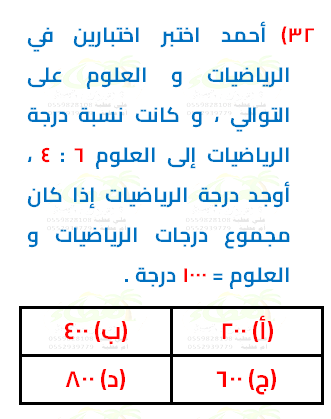 ٣٢) أحمد اختبر اختبارين في
الرياضيات و العلوم على
التوالي ، و كانت نسبة درجة
الرياضيات إلى العلوم ٦ : ٤ ،
أوجد درجة الرياضيات إذا كان
مجموع درجات الرياضيات و
العلوم = ١٠٠٠ درجة .
(أ) ٢٠٠ (ب) ٤٠٠
(ج) ٦٠٠ (د) ٨٠٠